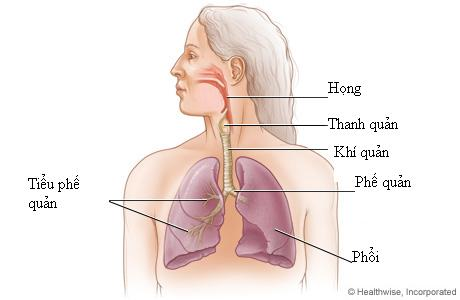 Họng
Thanh quản
Khí quản
Tiểu phế
quản
Phế quản
Phổi
© Healthwise, Incorporated